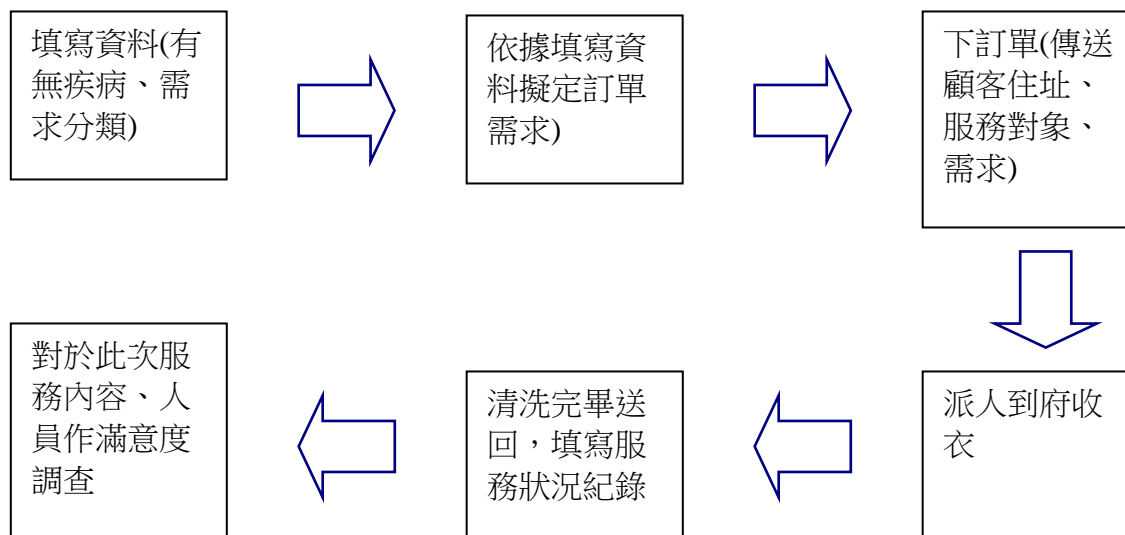 填寫資料(有
無疾病、需
求分類)
依據填寫資
料擬定訂單
需求)
下訂單(傳送
顧客住址、
服務對象、
需求)
派人到府收
衣
清洗完畢送
回，填寫服
務狀況紀錄
對於此次服
務內容、人
員作滿意度
調查